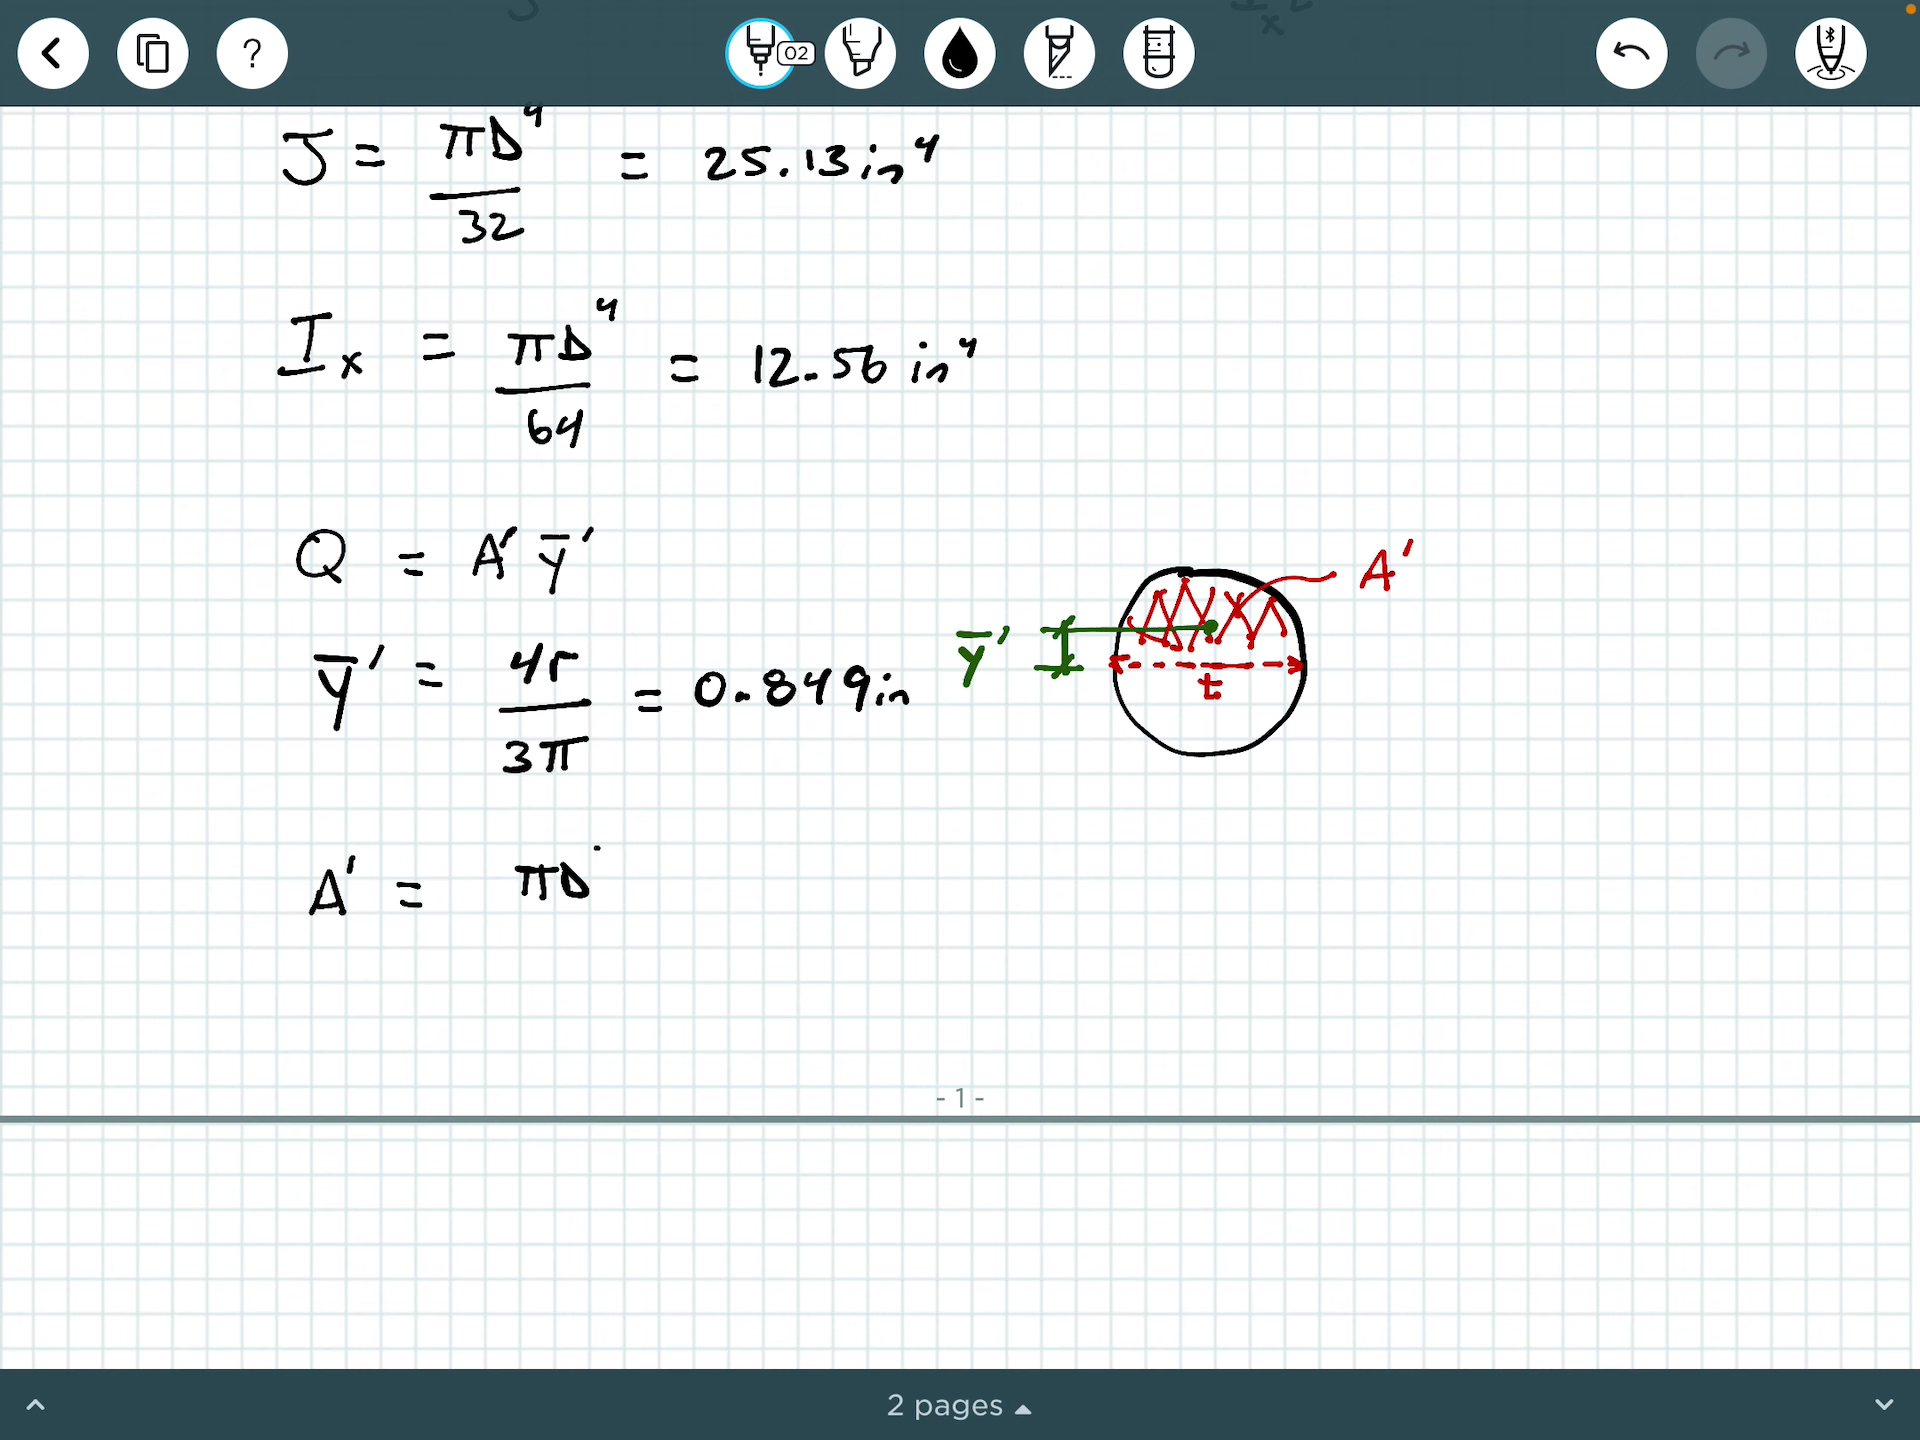 ?
02
J = πD⁴/32 = 25.13 in⁴
Iₓ = πD⁴/64 = 12.56 in⁴
Q = A' ȳ'
ȳ' = 4r/3π = 0.849 in
A'
ȳ'
t
A' = πD
- 1 -
2 pages